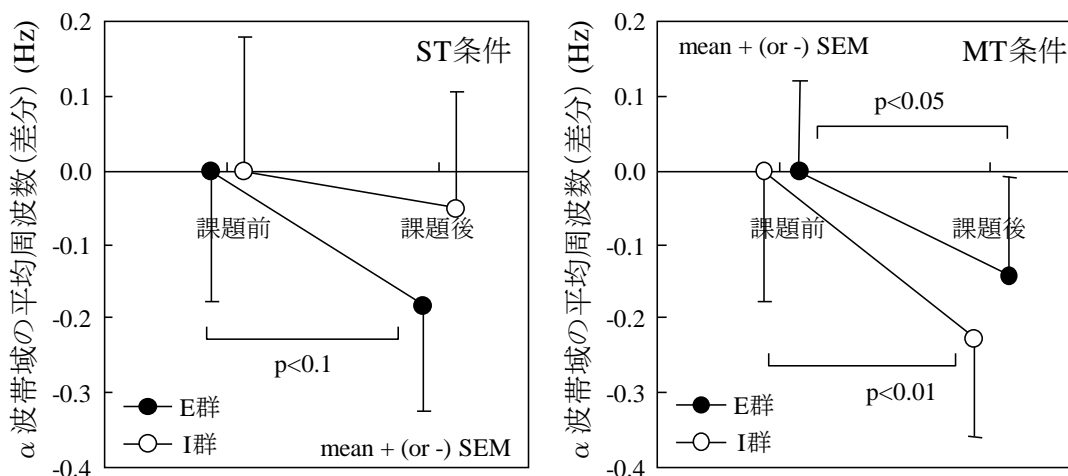 α波帯域の平均周波数(差分) (Hz)
0.2
0.1
0.0
-0.1
-0.2
-0.3
-0.4
ST条件
課題前
課題後
p<0.1
E群
I群
mean + (or -) SEM
α波帯域の平均周波数(差分) (Hz)
0.2
0.1
0.0
-0.1
-0.2
-0.3
-0.4
mean + (or -) SEM
MT条件
p<0.05
課題前
課題後
p<0.01
E群
I群